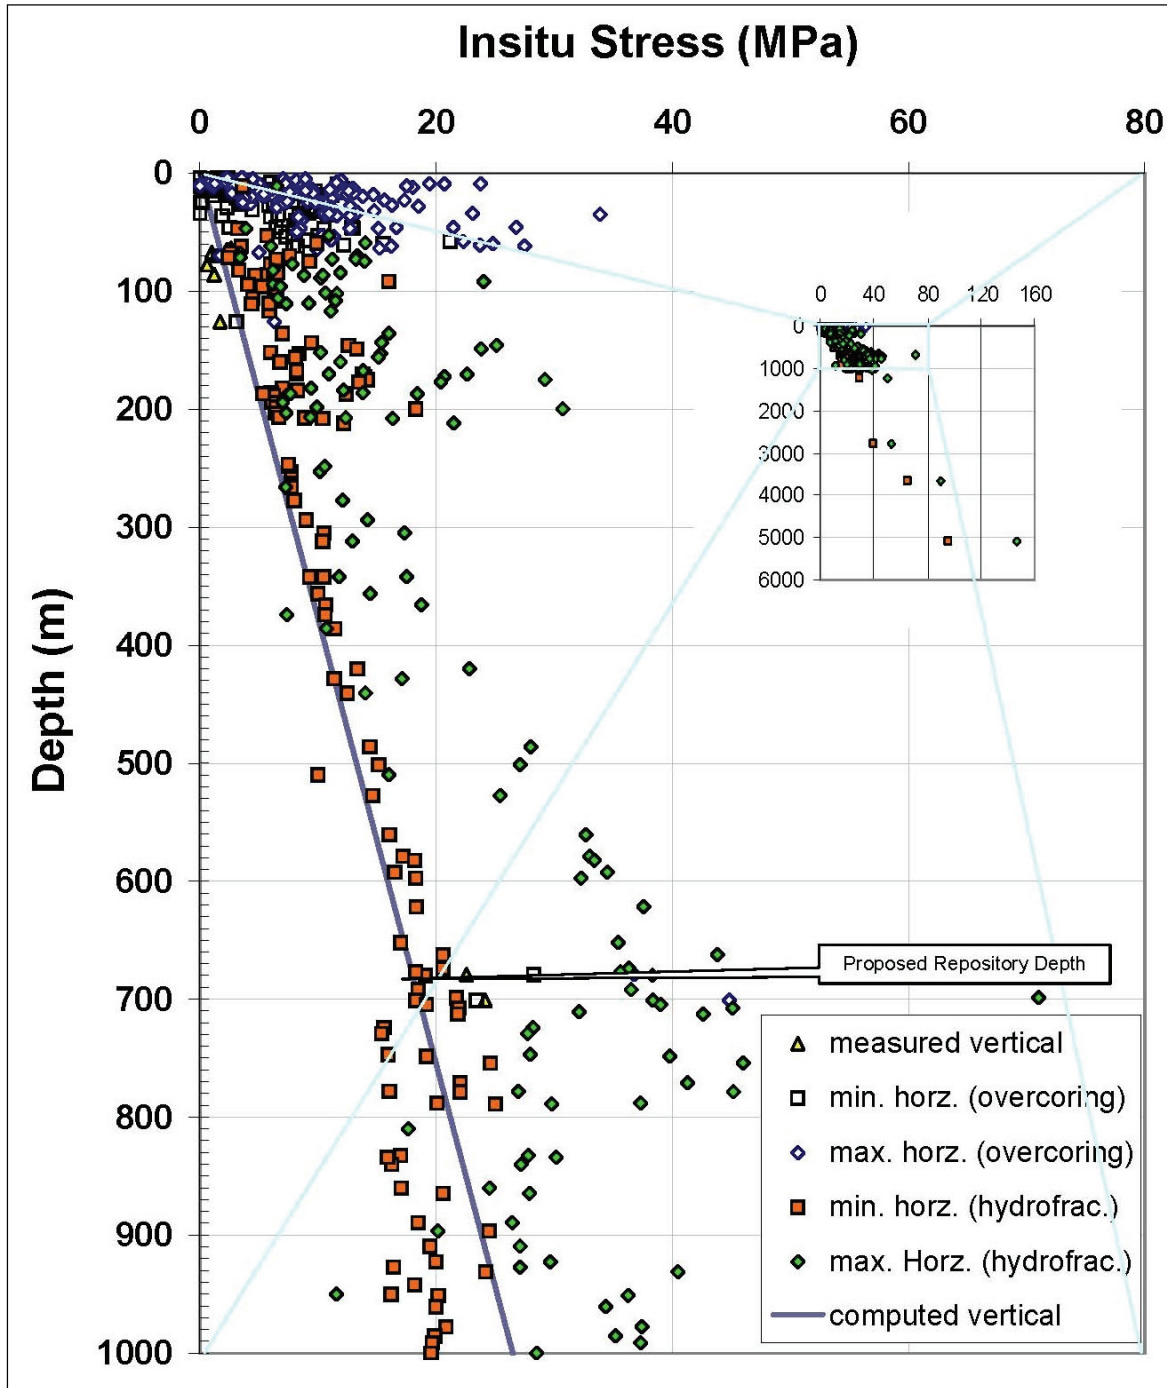 Insitu Stress (MPa)
0 20 40 60 80
0
100
200
300
400
500
600
700
800
900
1000
Depth (m)
0 40 80 120 160
0
1000
2000
3000
4000
5000
6000
Proposed Repository Depth
measured vertical
min. horz. (overcoring)
max. horz. (overcoring)
min. horz. (hydrofrac.)
max. Horz. (hydrofrac.)
computed vertical